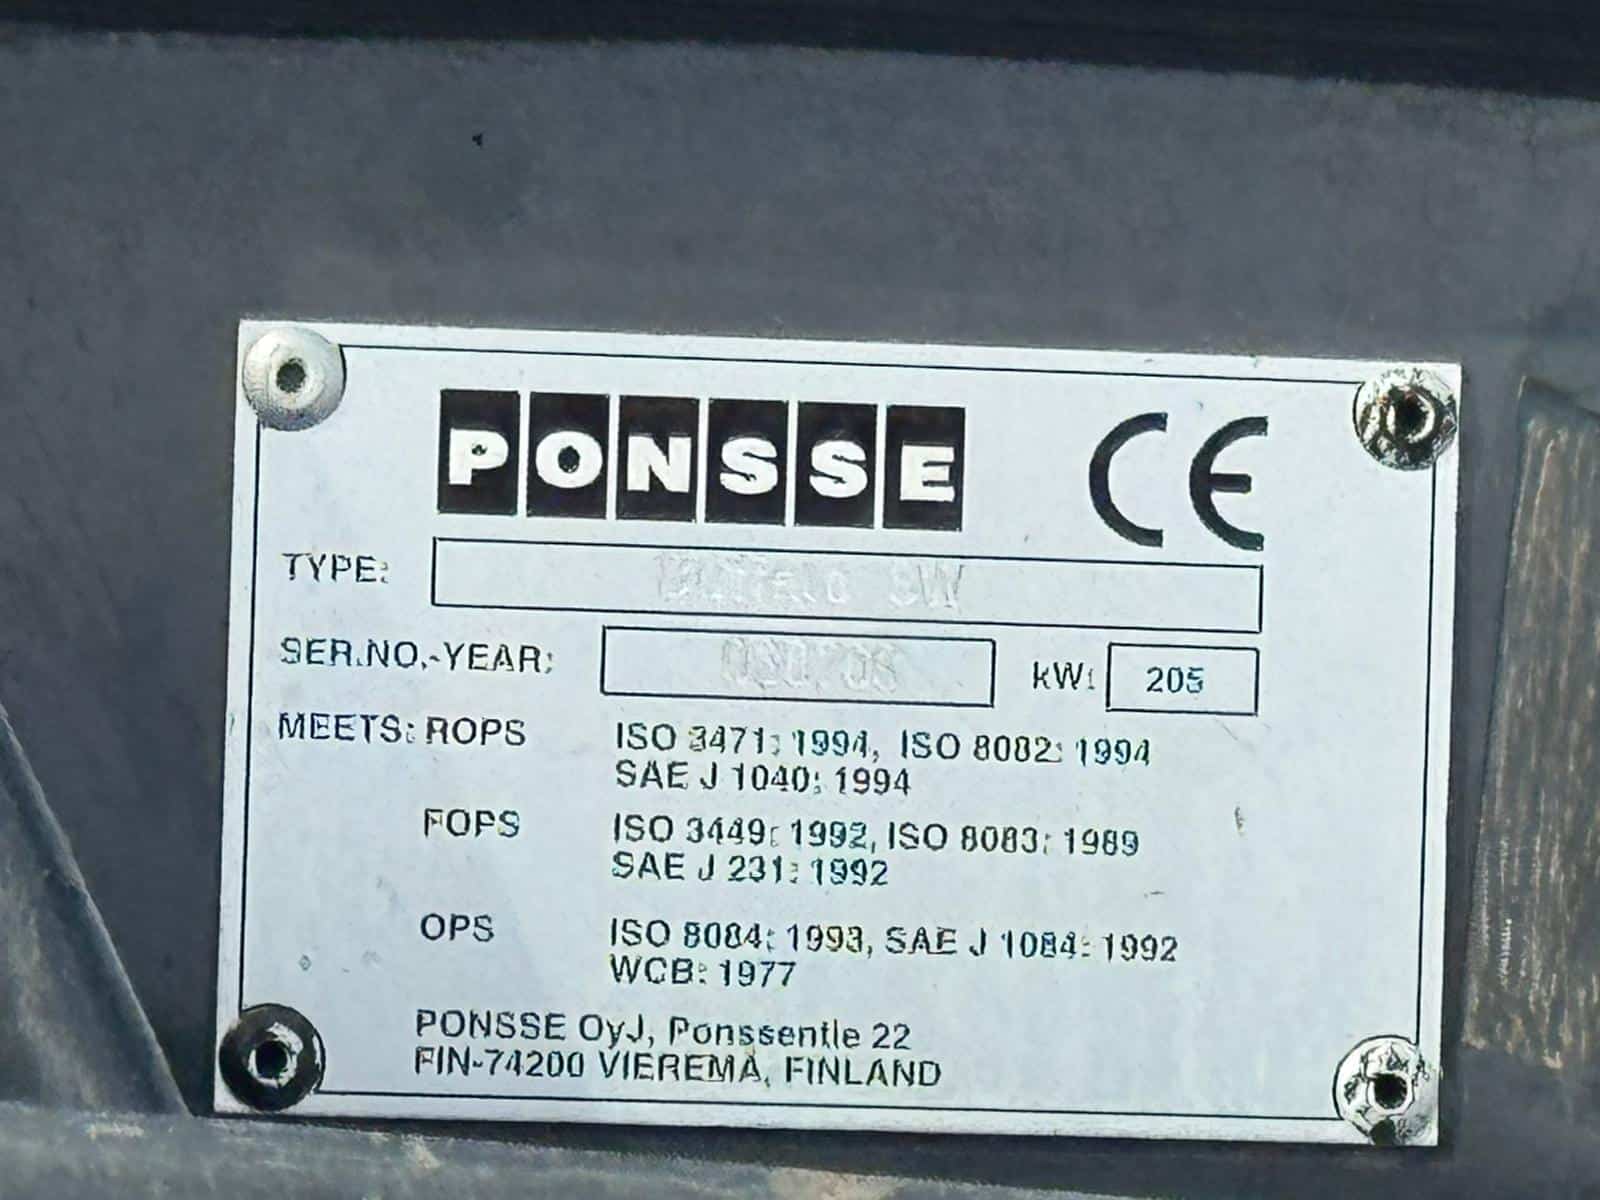 PONSSE CE
TYPE:
SER.NO.-YEAR: kW: 205
MEETS: ROPS ISO 3471: 1994, ISO 8082: 1994
SAE J 1040: 1994
FOPS ISO 3449: 1992, ISO 8083: 1989
SAE J 231: 1992
OPS ISO 8084: 1993, SAE J 1084: 1992
WCB: 1977
PONSSE OyJ, Ponssentie 22
FIN-74200 VIEREMÄ, FINLAND